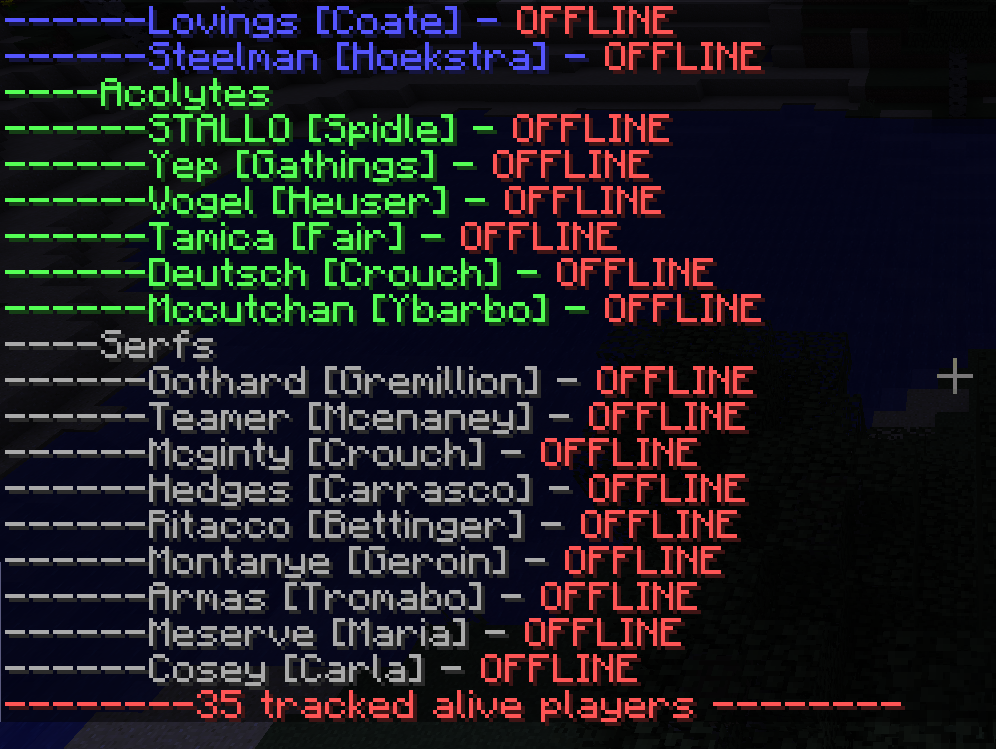 ------Lovings [Coate] - OFFLINE
------Steelman [Hoekstra] - OFFLINE
----Acolytes
------STALLO [Spidle] - OFFLINE
------Yep [Gathings] - OFFLINE
------Vogel [Heuser] - OFFLINE
------Tamica [Fair] - OFFLINE
------Deutsch [Crouch] - OFFLINE
------Mccutchan [Ybarbo] - OFFLINE
----Serfs
------Gothard [Gremillion] - OFFLINE
------Teamer [Mcenaney] - OFFLINE
------Mcginty [Crouch] - OFFLINE
------Hedges [Carrasco] - OFFLINE
------Ritacco [Bettinger] - OFFLINE
------Montanye [Geroin] - OFFLINE
------Armas [Tromabo] - OFFLINE
------Meserve [Maria] - OFFLINE
------Cosey [Carla] - OFFLINE
--------35 tracked alive players --------